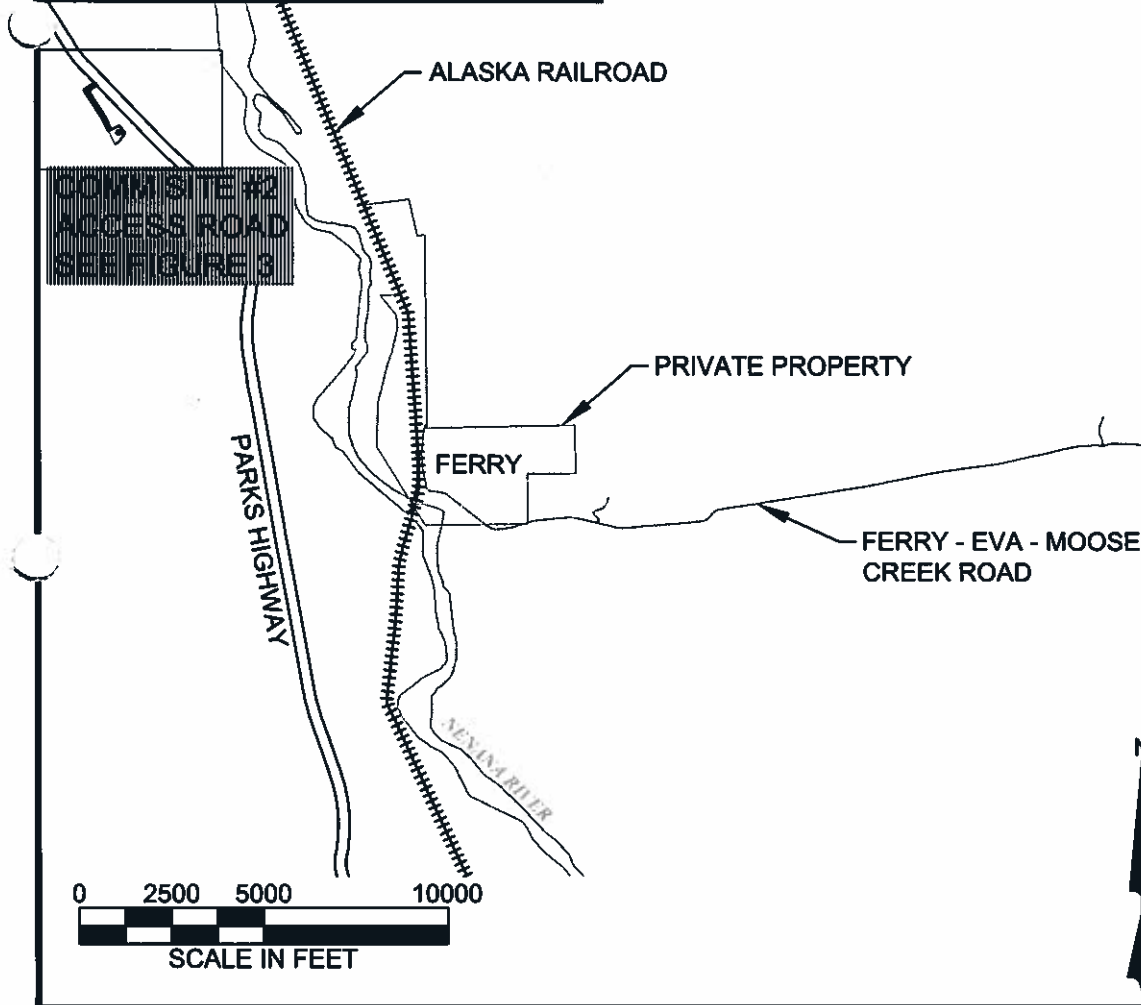 ALASKA RAILROAD
COMM SITE #2
ACCESS ROAD
SEE FIGURE 3
PRIVATE PROPERTY
FERRY
PARKS HIGHWAY
FERRY - EVA - MOOSE
CREEK ROAD
NENANA RIVER
N
0 2500 5000 10000
SCALE IN FEET